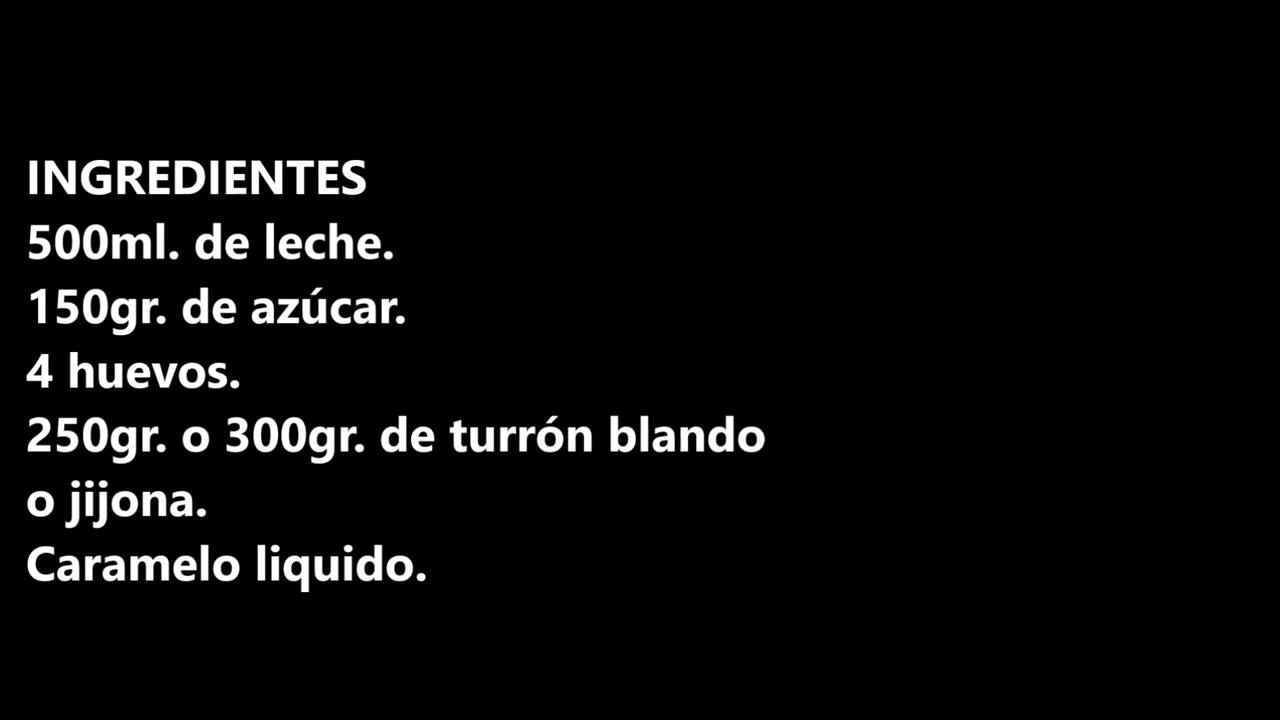 INGREDIENTES
500ml. de leche.
150gr. de azúcar.
4 huevos.
250gr. o 300gr. de turrón blando
o jijona.
Caramelo liquido.